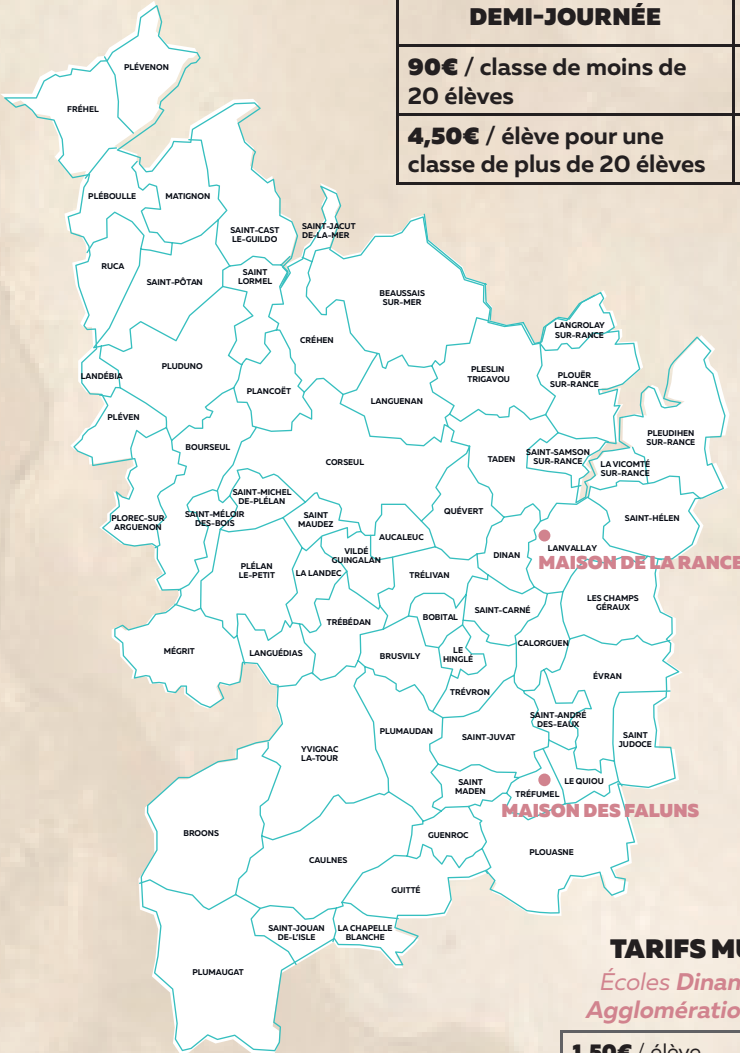 DEMI-JOURNÉE
90€ / classe de moins de
20 élèves
4,50€ / élève pour une
classe de plus de 20 élèves
PLÉVENON
FRÉHEL
PLÉBOULLE
MATIGNON
SAINT-CAST
LE-GUILDO
SAINT-JACUT
DE-LA-MER
RUCA
SAINT-PÔTAN
SAINT
LORMEL
BEAUSSAIS
SUR-MER
LANGROLAY
SUR-RANCE
CRÉHEN
LANDÉBIA
PLUDUNO
PLANCOËT
LANGUENAN
PLESLIN
TRIGAVOU
PLOUËR
SUR-RANCE
PLÉVEN
BOURSEUL
CORSEUL
TADEN
SAINT-SAMSON
SUR-RANCE
PLEUDIHEN
SUR-RANCE
LA VICOMTÉ
SUR-RANCE
SAINT-MICHEL
DE-PLÉLAN
PLOREC-SUR
ARGUENON
SAINT-MÉLOIR
DES-BOIS
SAINT
MAUDEZ
QUÉVERT
SAINT-HÉLEN
AUCALEUC
VILDÉ
GUINGALAN
DINAN
LANVALLAY
MAISON DE LA RANCE
PLÉLAN
LE-PETIT
LA LANDEC
TRÉLIVAN
LES CHAMPS
GÉRAUX
TRÉBÉDAN
BOBITAL
SAINT-CARNÉ
MÉGRIT
LANGUÉDIAS
BRUSVILY
LE
HINGLÉ
CALORGUEN
ÉVRAN
TRÉVRON
YVIGNAC
LA-TOUR
PLUMAUDAN
SAINT-JUVAT
SAINT-ANDRÉ
DES-EAUX
SAINT
JUDOCE
SAINT
MADEN
TRÉFUMEL
LE QUIOU
MAISON DES FALUNS
BROONS
CAULNES
GUENROC
PLOUASNE
GUITTÉ
SAINT-JOUAN
DE-L'ISLE
LA CHAPELLE
BLANCHE
PLUMAUGAT
TARIFS MU
Écoles Dinan
Agglomératio
1,50€ / élève